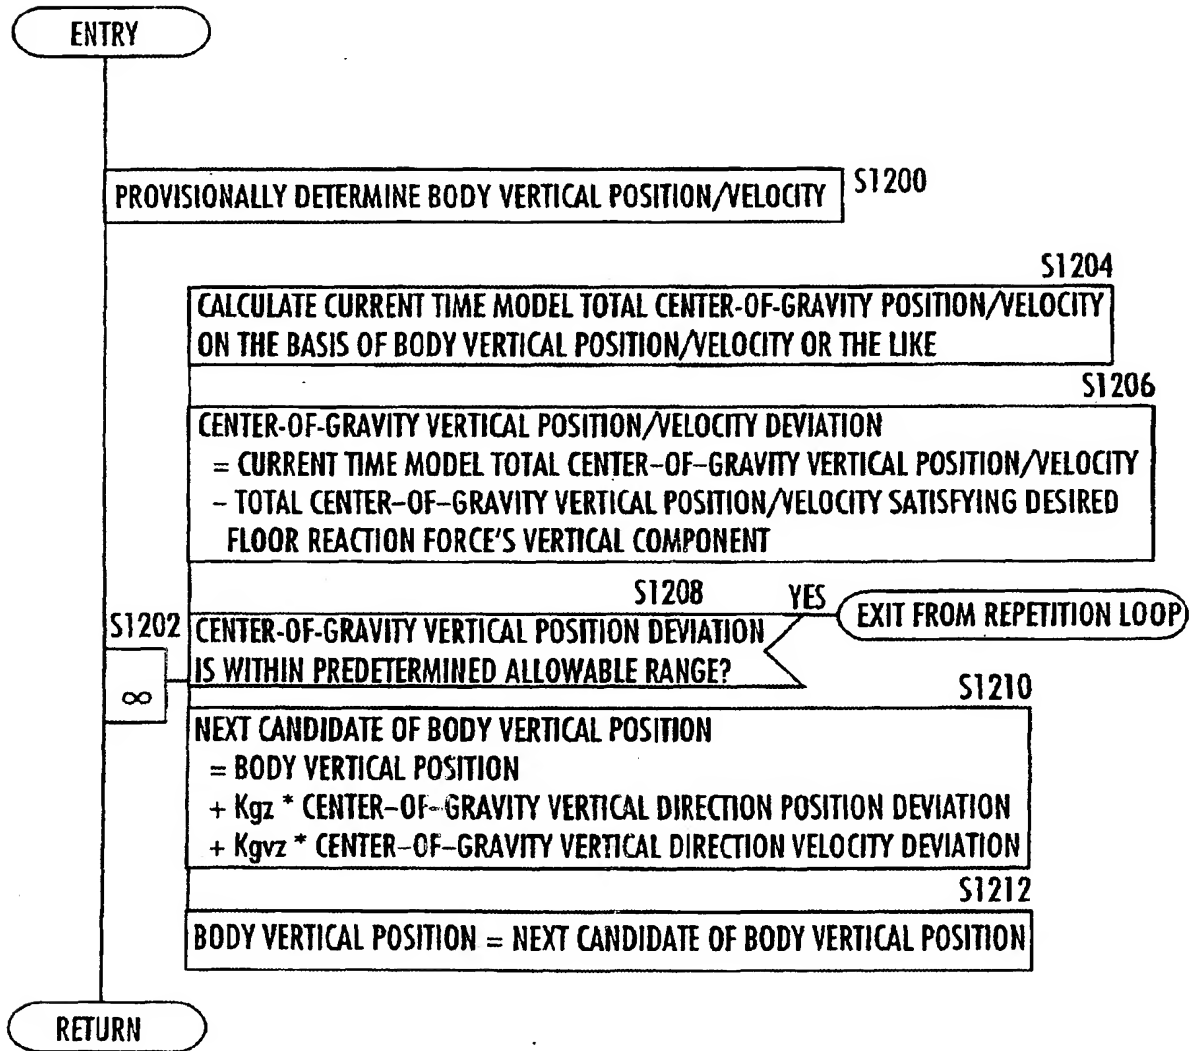 ENTRY
PROVISIONALLY DETERMINE BODY VERTICAL POSITION/VELOCITY
S1200
S1204
CALCULATE CURRENT TIME MODEL TOTAL CENTER-OF-GRAVITY POSITION/VELOCITY
ON THE BASIS OF BODY VERTICAL POSITION/VELOCITY OR THE LIKE
S1206
CENTER-OF-GRAVITY VERTICAL POSITION/VELOCITY DEVIATION
= CURRENT TIME MODEL TOTAL CENTER-OF-GRAVITY VERTICAL POSITION/VELOCITY
- TOTAL CENTER-OF-GRAVITY VERTICAL POSITION/VELOCITY SATISFYING DESIRED
FLOOR REACTION FORCE'S VERTICAL COMPONENT
S1208
YES
EXIT FROM REPETITION LOOP
S1202
CENTER-OF-GRAVITY VERTICAL POSITION DEVIATION
IS WITHIN PREDETERMINED ALLOWABLE RANGE?
∞
S1210
NEXT CANDIDATE OF BODY VERTICAL POSITION
= BODY VERTICAL POSITION
+ Kgz * CENTER-OF-GRAVITY VERTICAL DIRECTION POSITION DEVIATION
+ Kgvz * CENTER-OF-GRAVITY VERTICAL DIRECTION VELOCITY DEVIATION
S1212
BODY VERTICAL POSITION = NEXT CANDIDATE OF BODY VERTICAL POSITION
RETURN